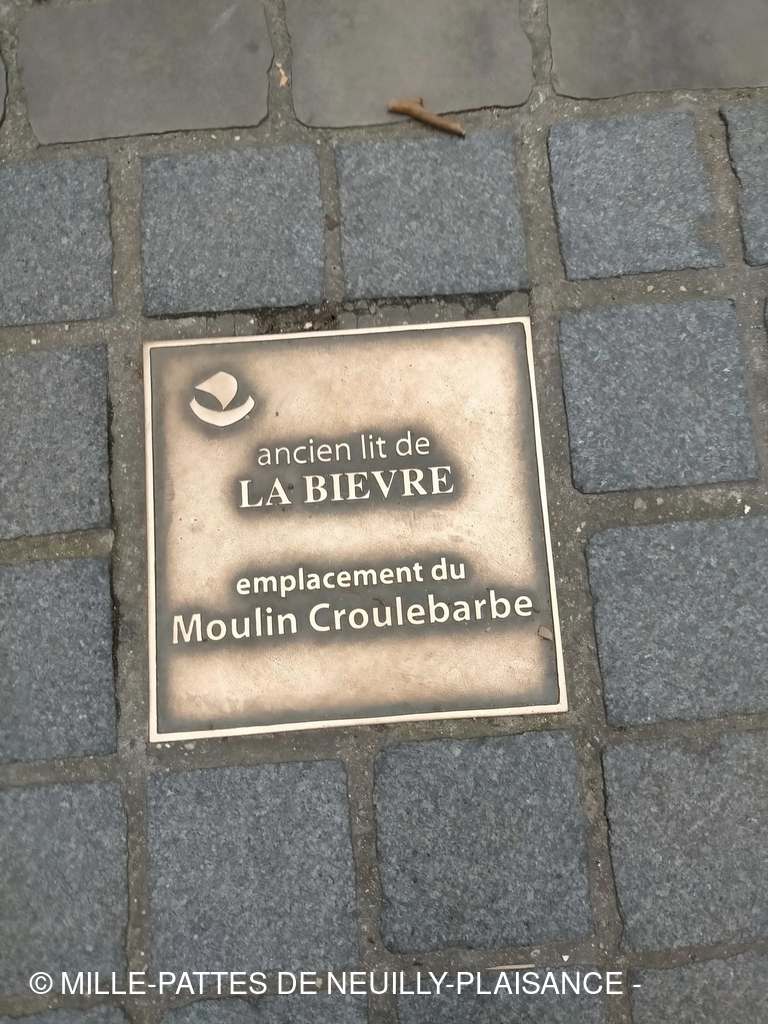 ancien lit de
LA BIEVRE
emplacement du
Moulin Croulebarbe
© MILLE-PATTES DE NEUILLY-PLAISANCE -